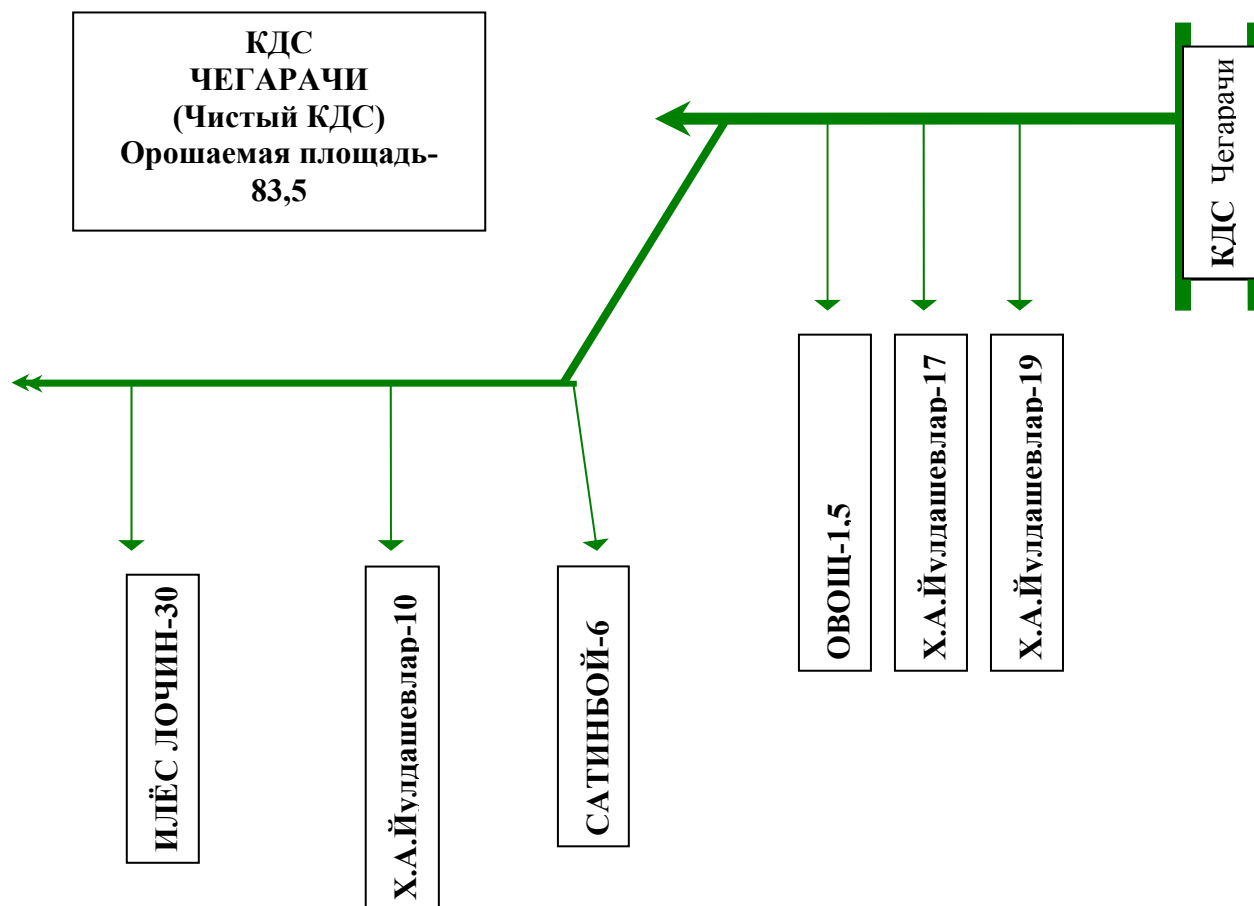 КДС
ЧЕГАРАЧИ
(Чистый КДС)
Орошаемая площадь-
83,5
КДС Чегарачи
ОВОЩ-1,5
Х.А.Йулдашевлар-17
Х.А.Йулдашевлар-19
ИЛЁС ЛОЧИН-30
Х.А.Йулдашевлар-10
САТИНБОЙ-6